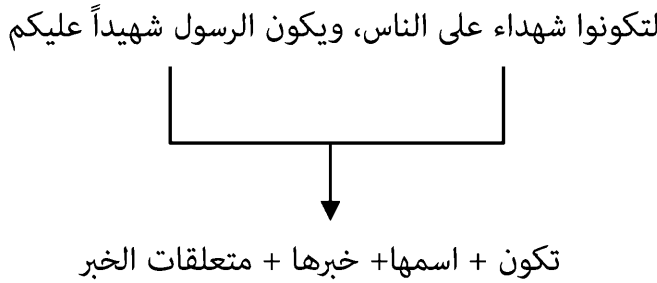 لتكونوا شهداء على الناس، ويكون الرسول شهيداً عليكم
تكون + اسمها+ خبرها + متعلقات الخبر